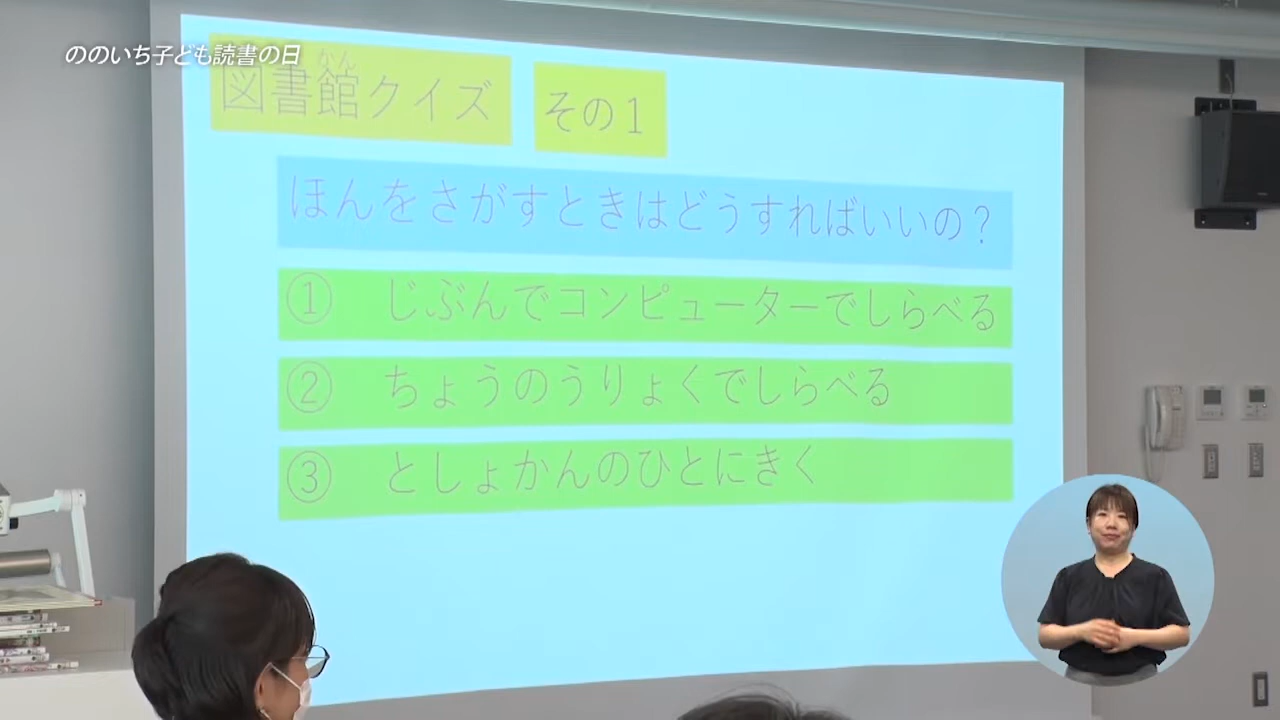 ののいち子ども読書の日
図書館クイズ
かん
その1
ほんをさがすときはどうすればいいの？
① じぶんでコンピューターでしらべる
② ちょうのうりょくでしらべる
③ としょかんのひとにきく